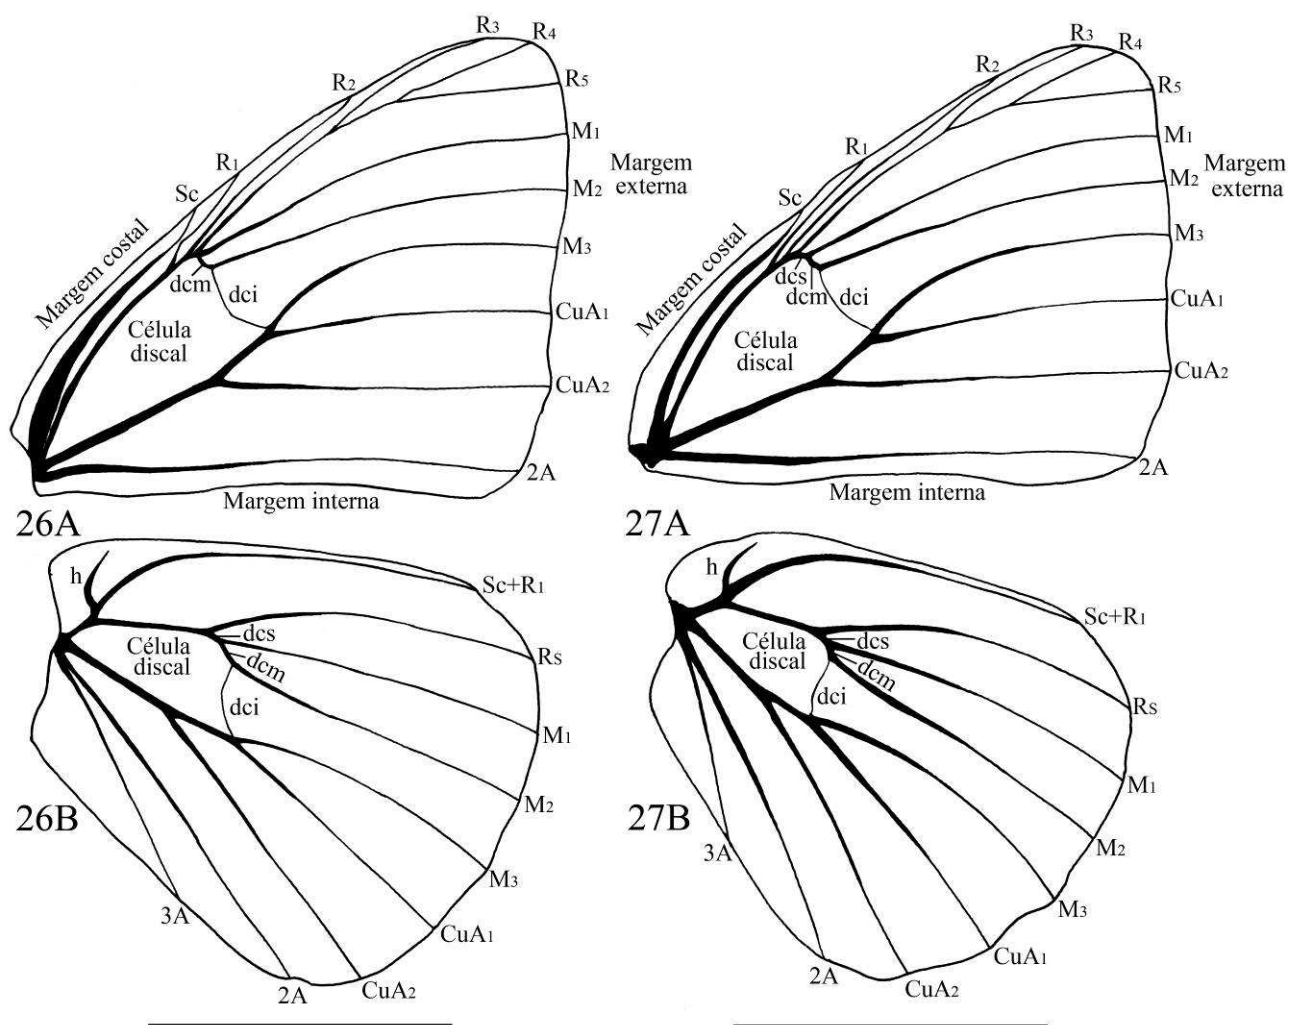 R3
R4
R2
R5
R1
M1
Sc
Margem
externa
M2
Margem costal
M3
dcm
dci
Célula
discal
CuA1
CuA2
2A
Margem interna
26A
R3
R4
R2
R5
R1
M1
Sc
Margem
externa
M2
Margem costal
M3
dcs
dcm
dci
Célula
discal
CuA1
CuA2
2A
Margem interna
27A
h
Sc+R1
Célula
discal
dcs
dcm
Rs
dci
M1
M2
26B
M3
3A
CuA1
2A
CuA2
h
Sc+R1
Célula
discal
dcs
dcm
dci
Rs
M1
27B
M2
3A
M3
CuA1
2A
CuA2